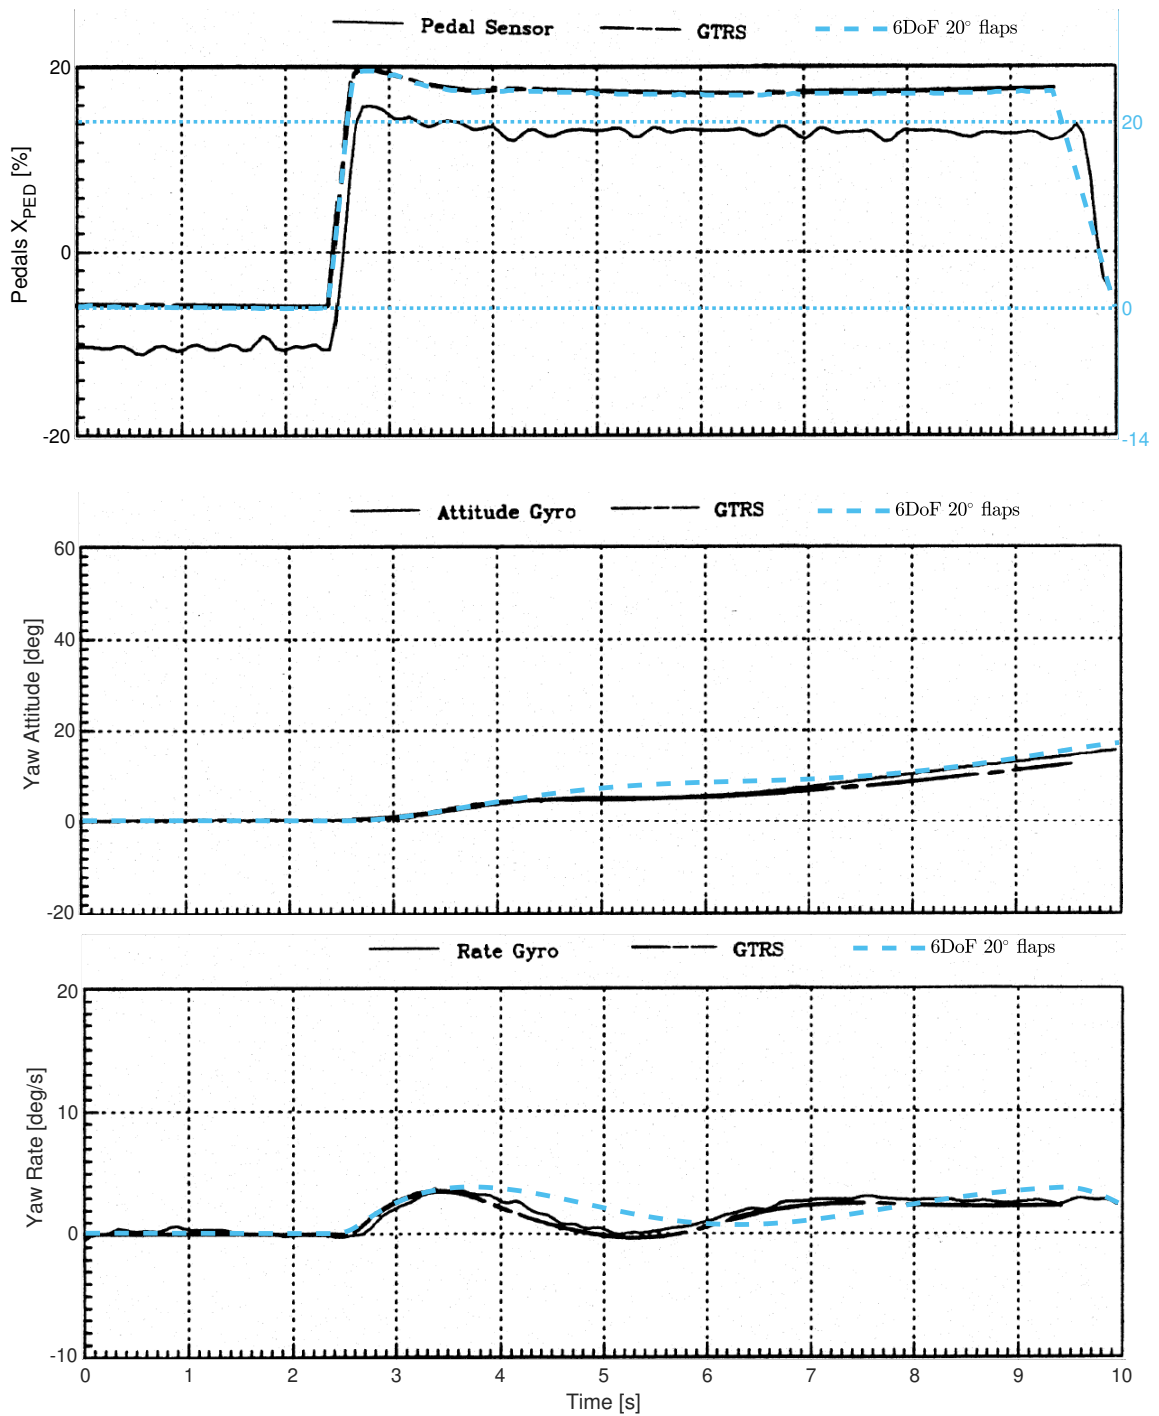 Pedal Sensor GTRS 6DoF 20° flaps
20
0
-20
Pedals X_PED [%]
20
0
-14
Attitude Gyro GTRS 6DoF 20° flaps
60
40
20
0
-20
Yaw Attitude [deg]
Rate Gyro GTRS 6DoF 20° flaps
20
10
0
-10
Yaw Rate [deg/s]
0 1 2 3 4 5 6 7 8 9 10
Time [s]